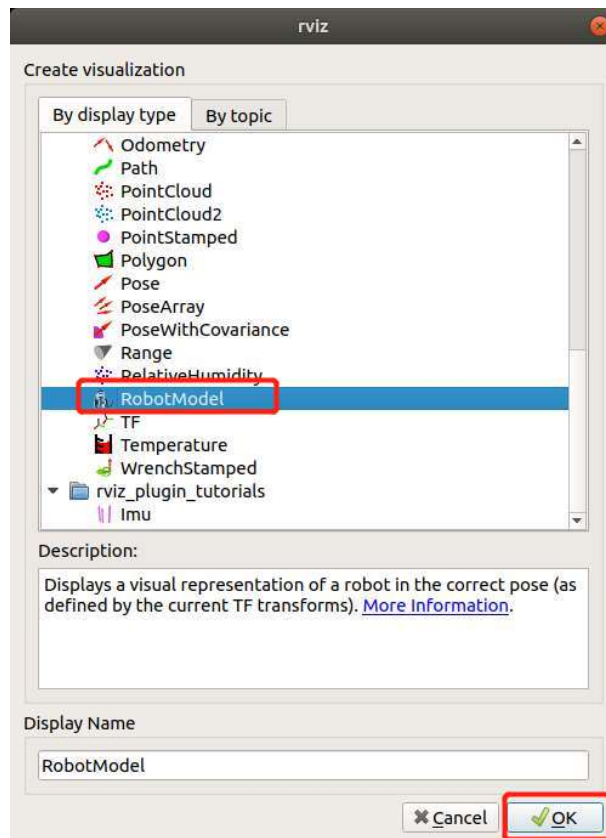 rviz
Create visualization
By display type By topic
Odometry
Path
PointCloud
PointCloud2
PointStamped
Polygon
Pose
PoseArray
PoseWithCovariance
Range
RelativeHumidity
RobotModel
TF
Temperature
WrenchStamped
rviz_plugin_tutorials
Imu
Description:
Displays a visual representation of a robot in the correct pose (as
defined by the current TF transforms). More Information.
Display Name
RobotModel
Cancel OK